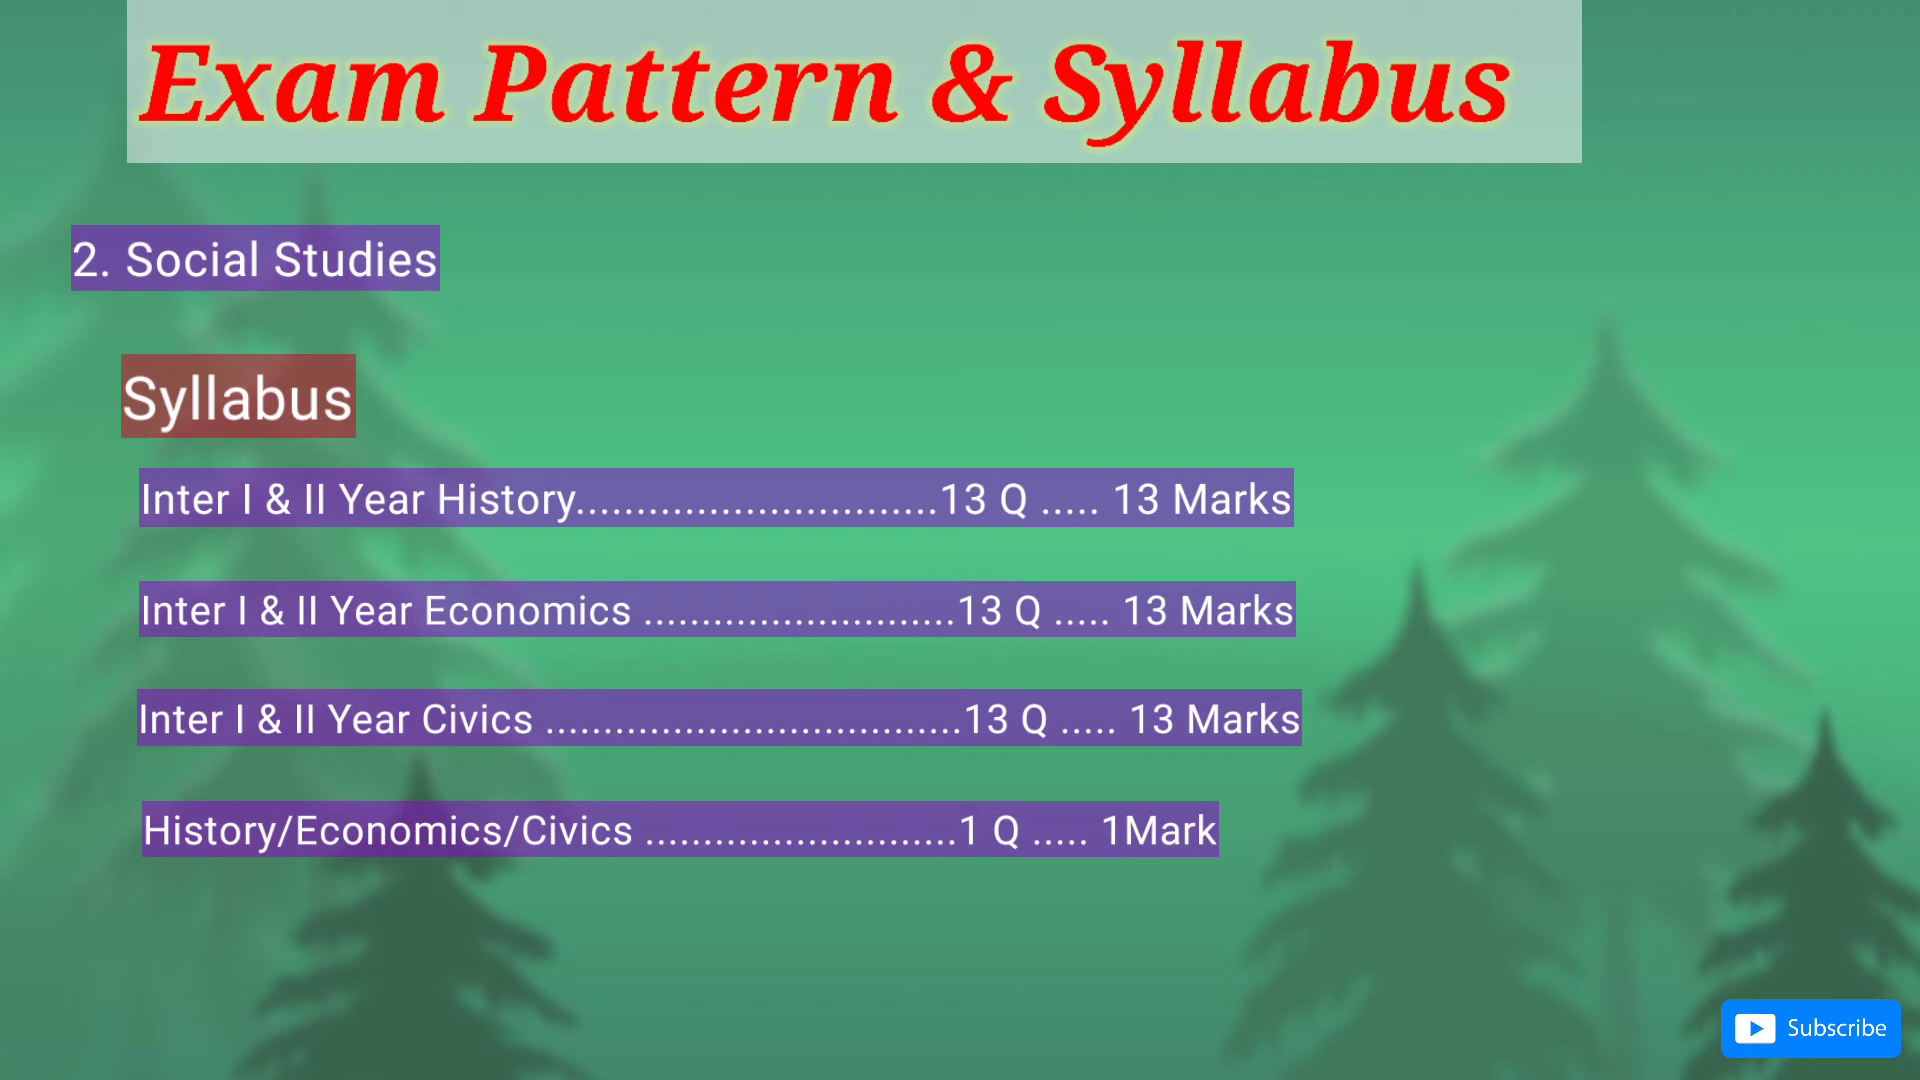 Exam Pattern & Syllabus
2. Social Studies
Syllabus
Inter I & II Year History...............................13 Q ..... 13 Marks
Inter I & II Year Economics ...........................13 Q ..... 13 Marks
Inter I & II Year Civics ....................................13 Q ..... 13 Marks
History/Economics/Civics ...........................1 Q ..... 1Mark
Subscribe